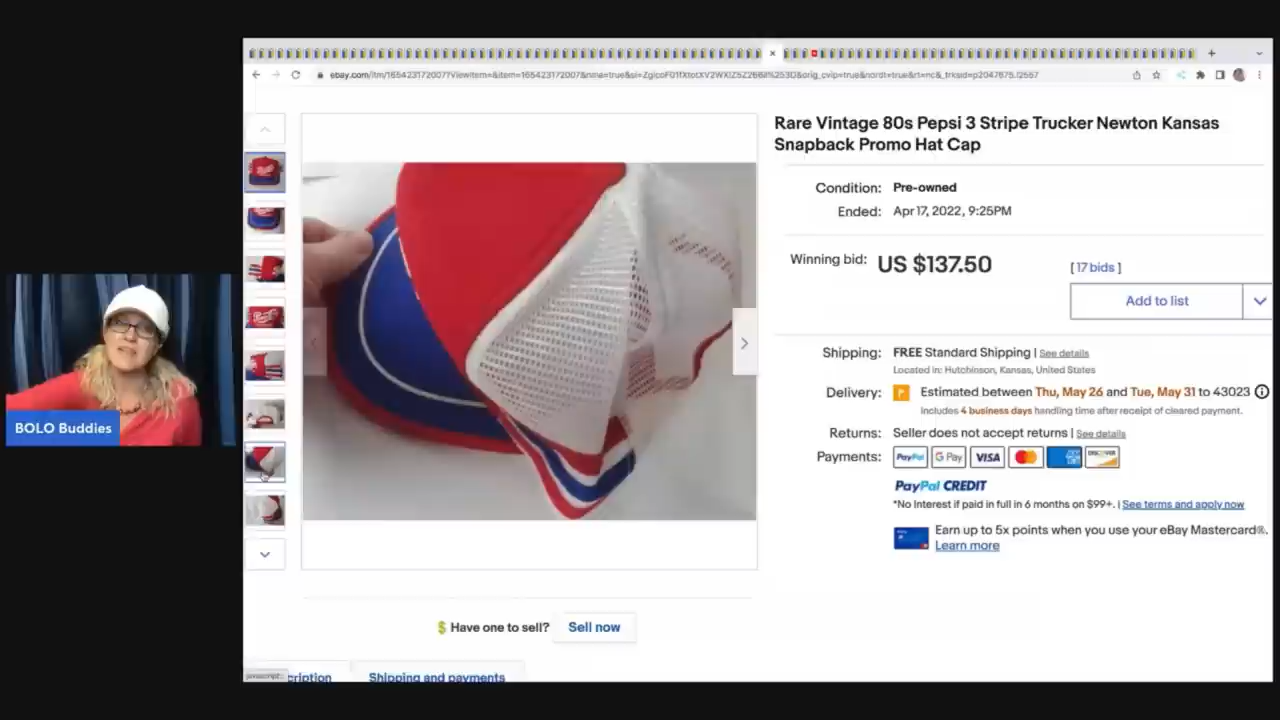 Rare Vintage 80s Pepsi 3 Stripe Trucker Newton Kansas
Snapback Promo Hat Cap
Condition: Pre-owned
Ended: Apr 17, 2022, 9:25PM
Winning bid: US $137.50
[ 17 bids ]
Add to list
Shipping: FREE Standard Shipping | See details
Located in: Hutchinson, Kansas, United States
Delivery: Estimated between Thu, May 26 and Tue, May 31 to 43023
Includes 4 business days handling time after receipt of cleared payment.
Returns: Seller does not accept returns | See details
Payments: PayPal G Pay VISA DISCOVER
PayPal CREDIT
*No Interest if paid in full in 6 months on $99+. | See terms and apply now
Earn up to 5x points when you use your eBay Mastercard®.
Learn more
BOLO Buddies
$ Have one to sell? Sell now
cription
Shipping and payments